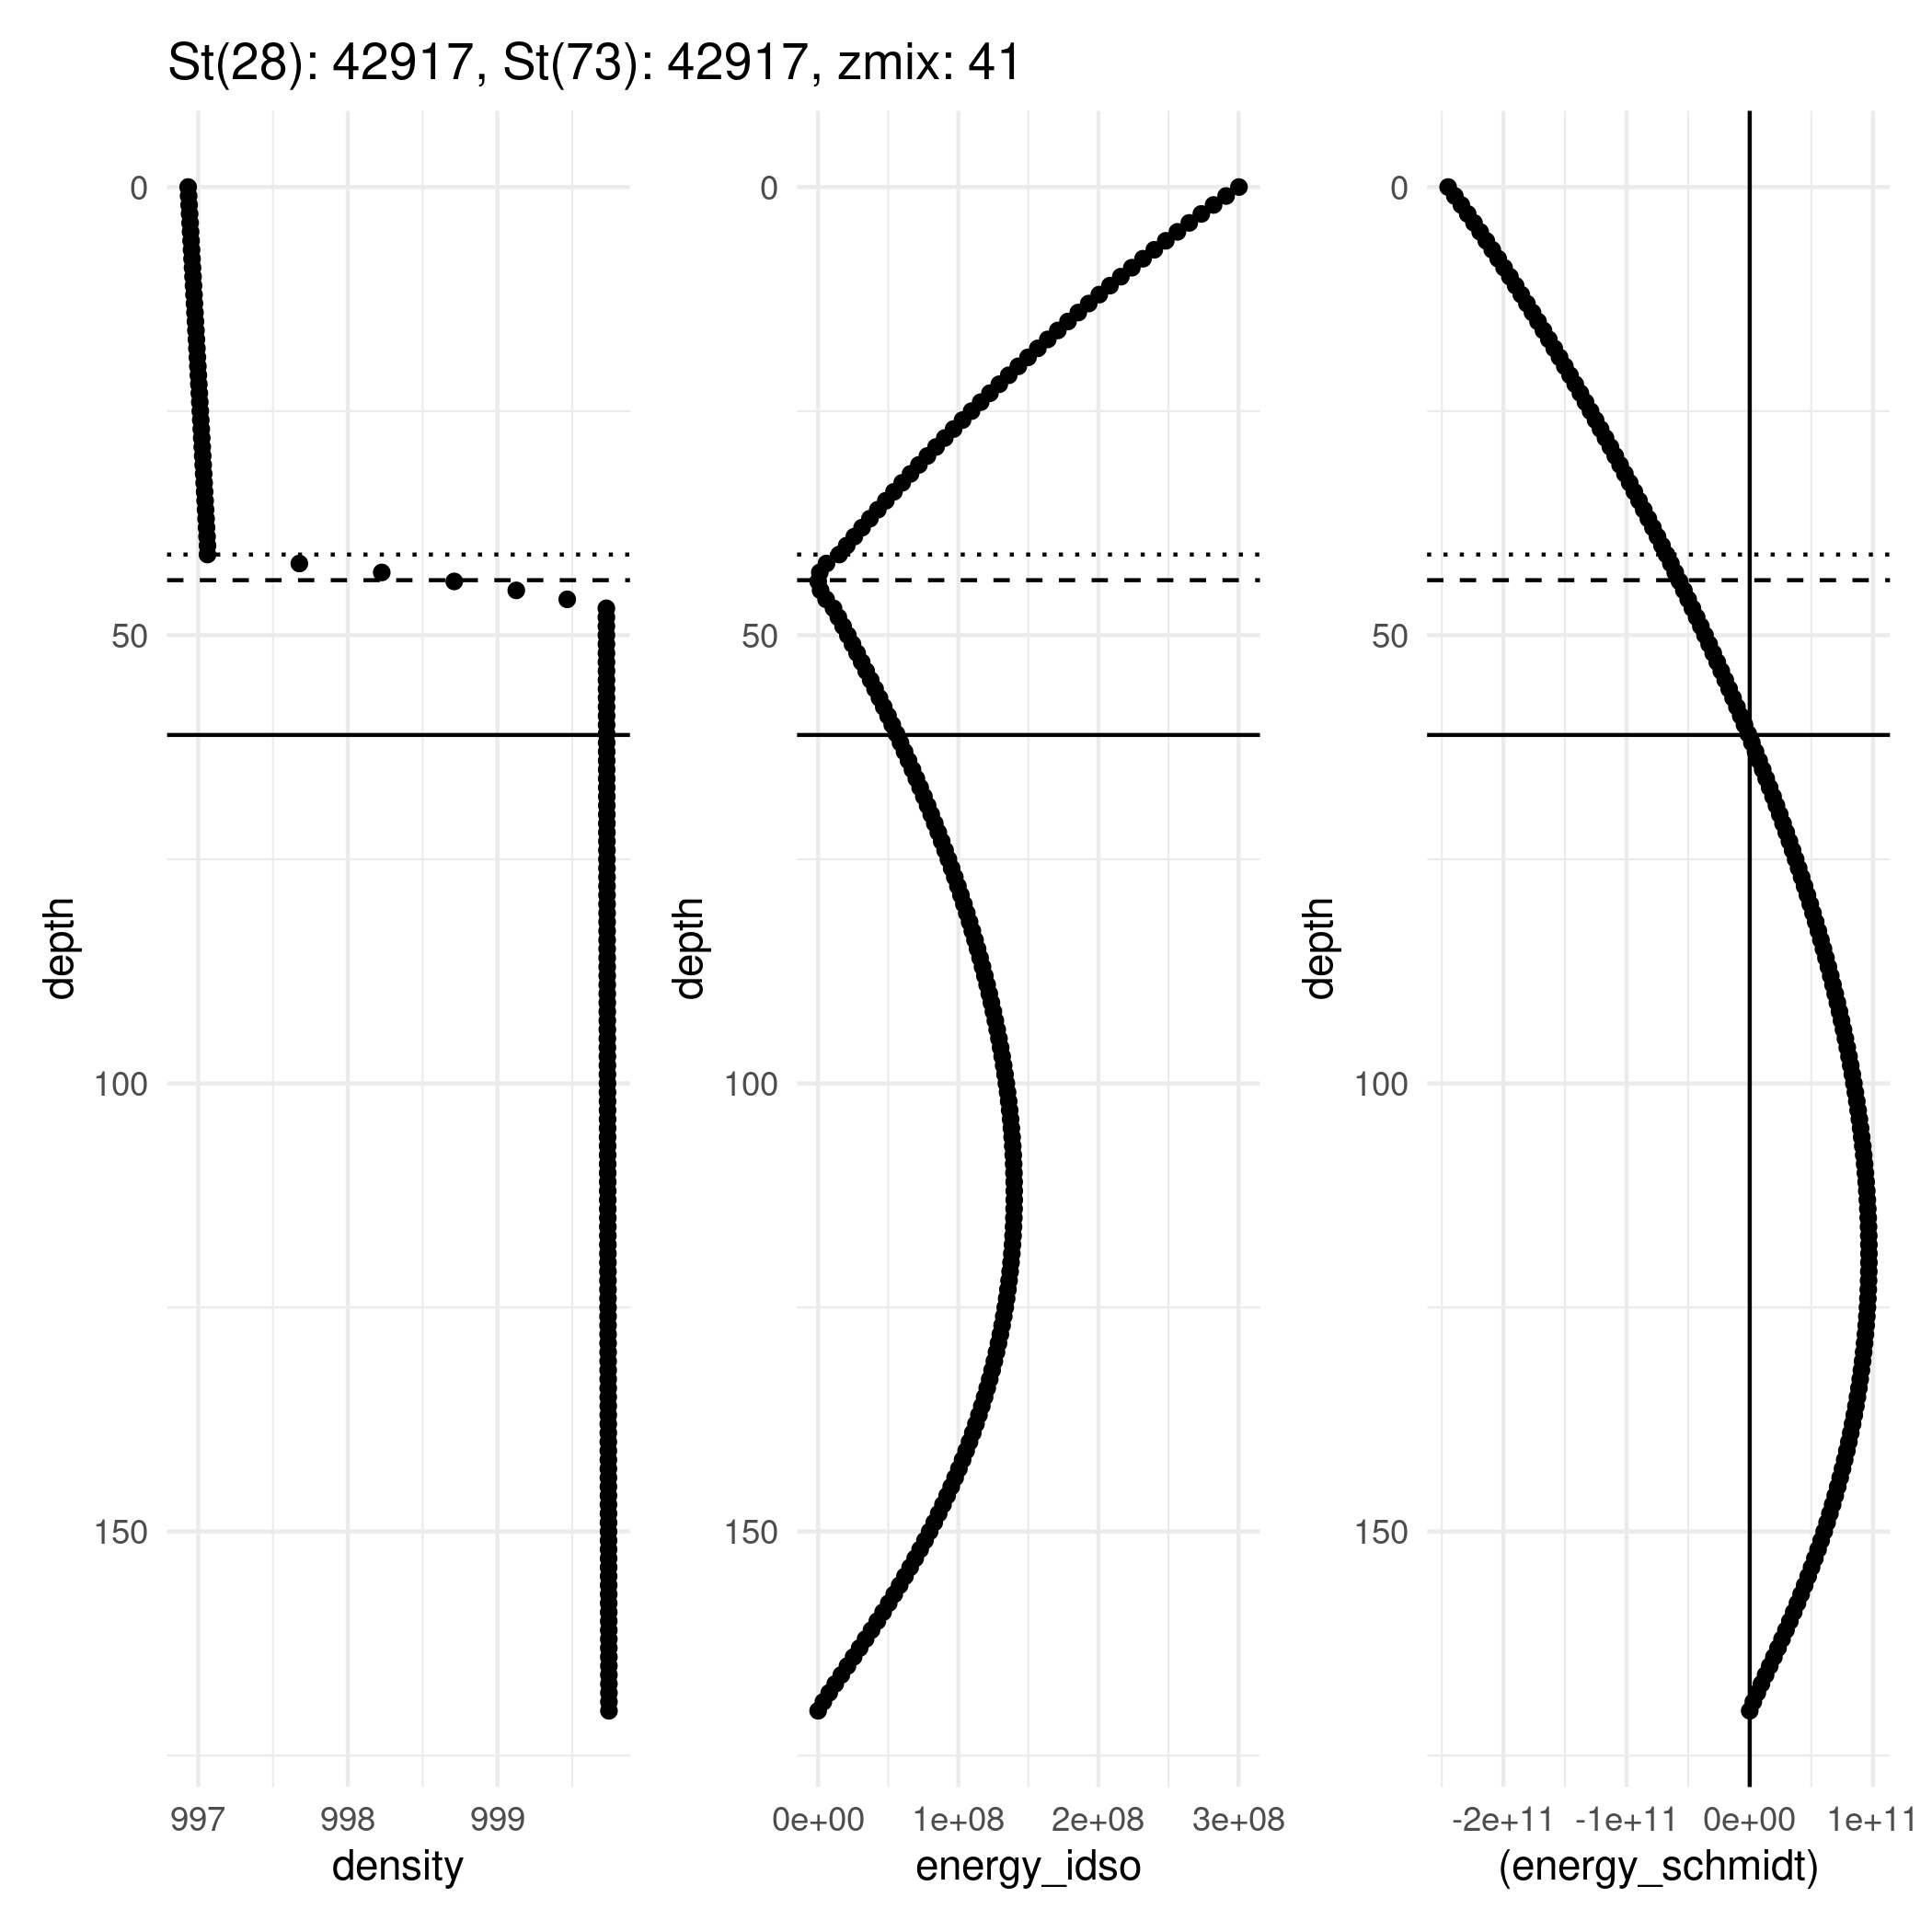 St(28): 42917, St(73): 42917, zmix: 41
0
50
100
150
depth
997 998 999
density
0
50
100
150
depth
0e+00 1e+08 2e+08 3e+08
energy_idso
0
50
100
150
depth
-2e+11 -1e+11 0e+00 1e+11
(energy_schmidt)